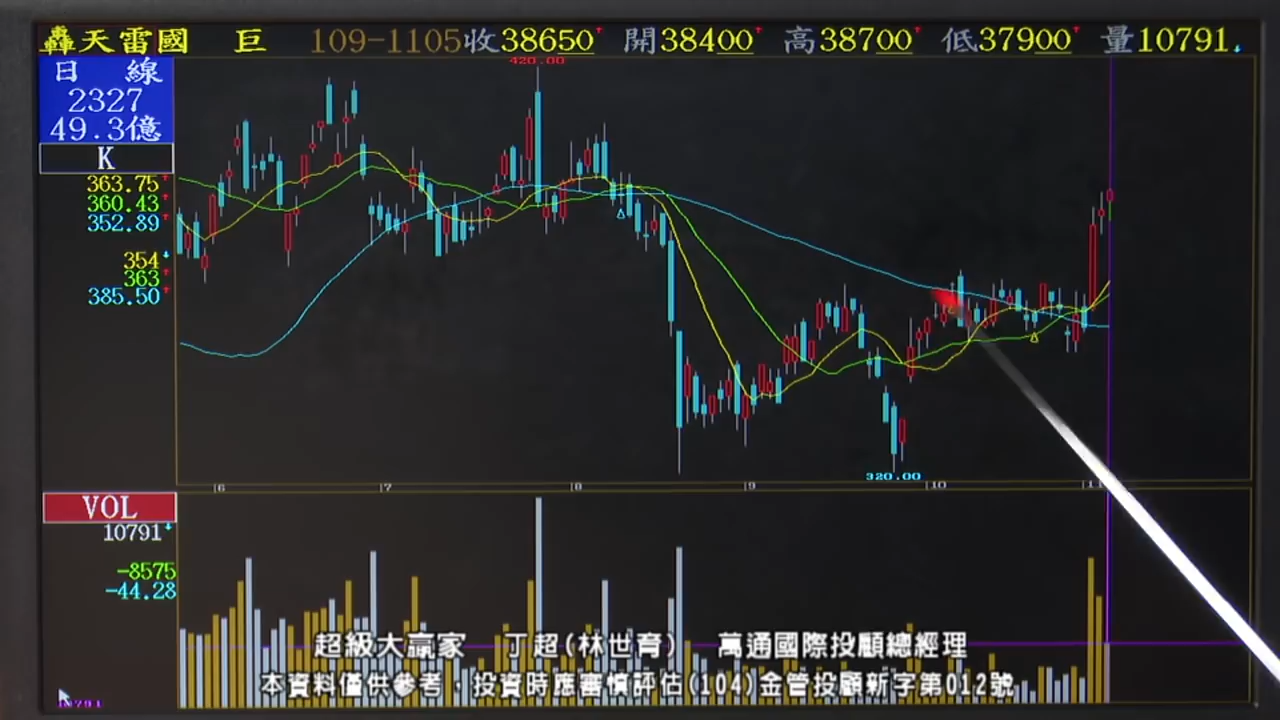 轟天雷國 巨 109-1105收38650 開38400 高38700 低37900 量10791
420.00
日 線
2327
49.3億
K
363.75
360.43
352.89
354
363
385.50
320.00
6 7 8 9 10 11
VOL
10791
-8575
-44.28
超級大贏家 丁超(林世育) 萬通國際投顧總經理
本資料僅供參考，投資時應審慎評估(104)金管投顧新字第012號